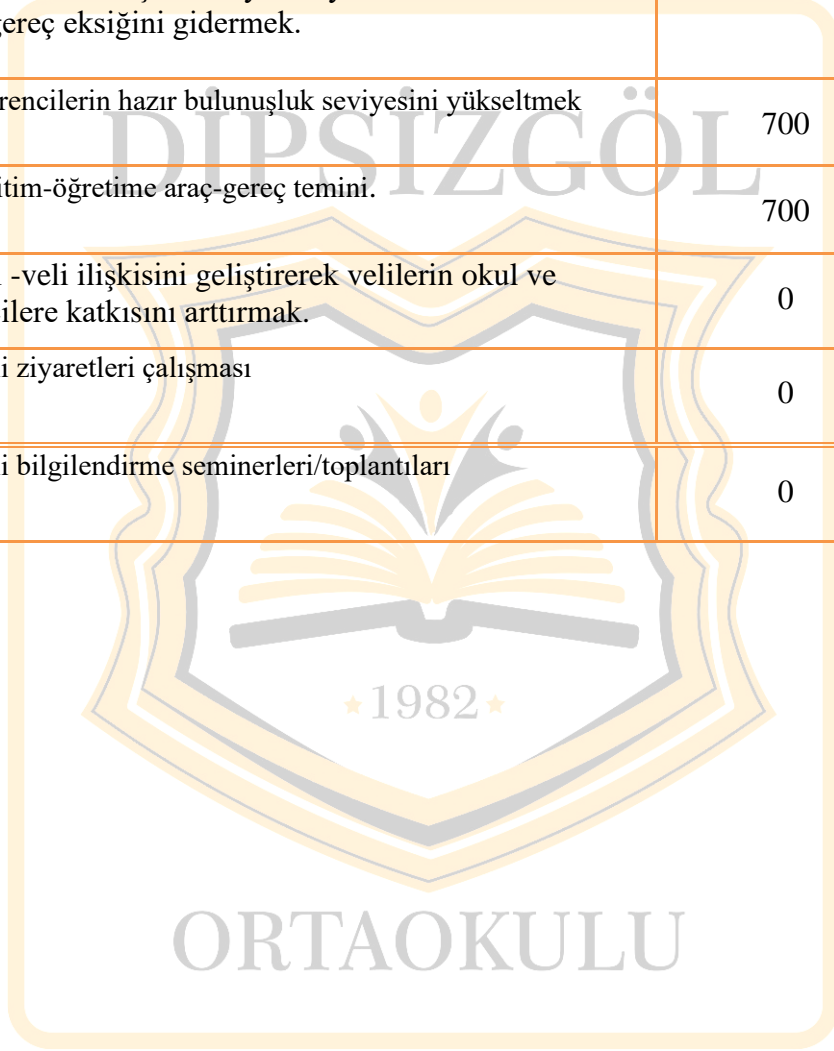 gereç eksiğini gidermek.
rencilerin hazır bulunuşluk seviyesini yükseltmek
700
itim-öğretime araç-gereç temini.
700
-veli ilişkisini geliştirerek velilerin okul ve
ilere katkısını arttırmak.
0
i ziyaretleri çalışması
0
i bilgilendirme seminerleri/toplantıları
0
DİPSİZGÖL
1982
ORTAOKULU